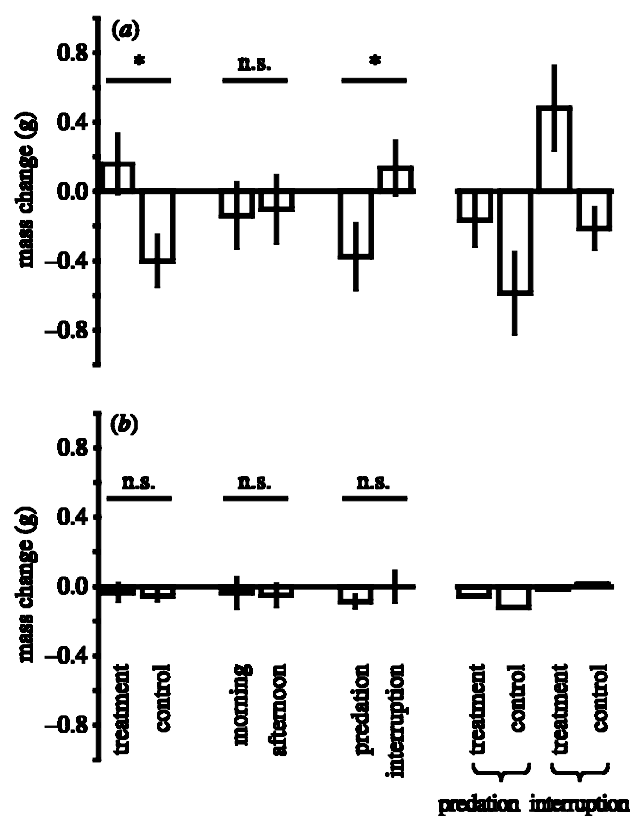 (a)
0.8
0.4
0.0
–0.4
–0.8
mass change (g)
* n.s. *
(b)
0.8
0.4
0.0
–0.4
–0.8
mass change (g)
n.s. n.s. n.s.
treatment control morning afternoon predation interruption treatment control treatment control
predation interruption